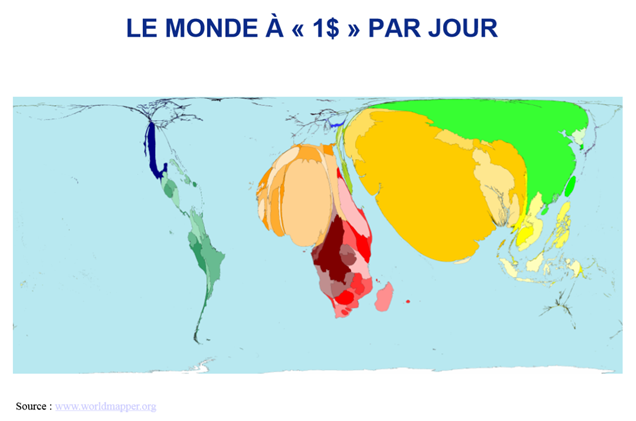 LE MONDE À « 1$ » PAR JOUR
Source : www.worldmapper.org